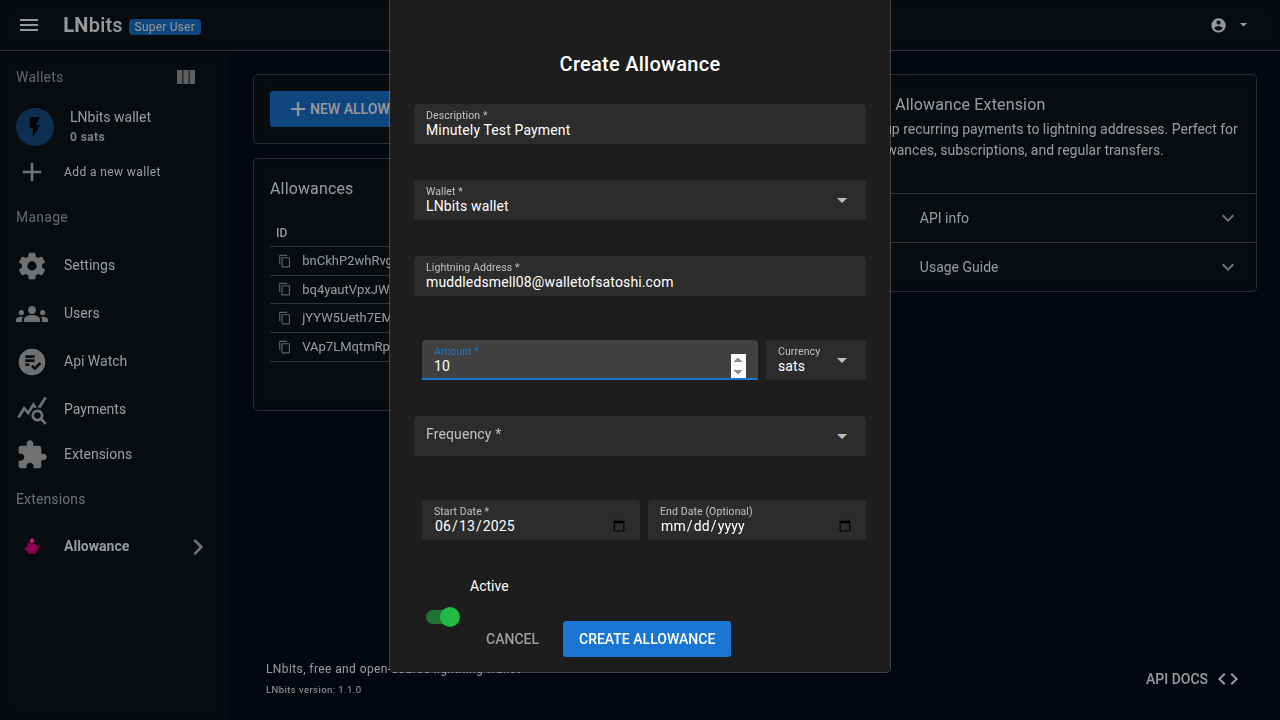 LNbits Super User
Wallets
LNbits wallet
0 sats
Add a new wallet
Manage
Settings
Users
Api Watch
Payments
Extensions
Extensions
Allowance
NEW ALLOW
Allowances
ID
bnCkhP2whRvg
bq4yautVpxJW
jYYW5Ueth7EM
VAp7LMqtmRp
Create Allowance
Description *
Minutely Test Payment
Wallet *
LNbits wallet
Lightning Address *
muddledsmell08@walletofsatoshi.com
Amount *
10
Currency
sats
Frequency *
Start Date *
06/13/2025
End Date (Optional)
mm/dd/yyyy
Active
CANCEL
CREATE ALLOWANCE
Allowance Extension
up recurring payments to lightning addresses. Perfect for
wances, subscriptions, and regular transfers.
API info
Usage Guide
LNbits, free and open-source lightning wallet
LNbits version: 1.1.0
API DOCS